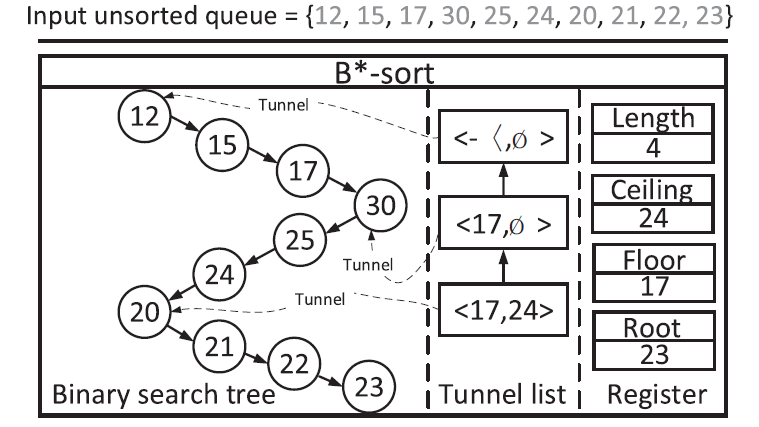 Input unsorted queue = {12, 15, 17, 30, 25, 24, 20, 21, 22, 23}
B*-sort
12
15
17
30
25
24
20
21
22
23
Tunnel
Tunnel
Tunnel
Binary search tree
<- 〈,ø >
<17,ø >
<17,24>
Tunnel list
Length
4
Ceiling
24
Floor
17
Root
23
Register